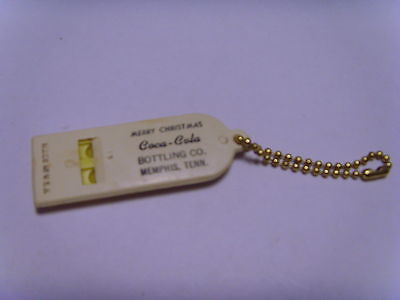 MERRY CHRISTMAS
Coca-Cola
BOTTLING CO.
MEMPHIS, TENN.